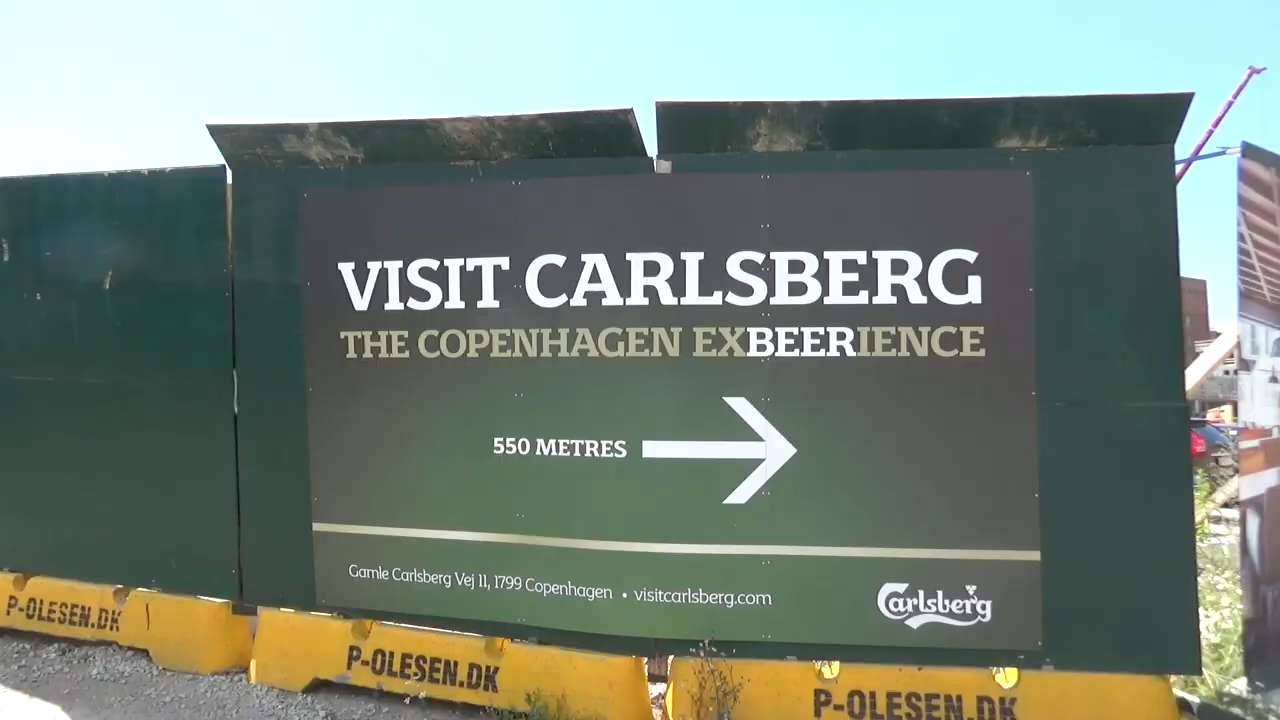 VISIT CARLSBERG
THE COPENHAGEN EXBEERIENCE
550 METRES
Gamle Carlsberg Vej 11, 1799 Copenhagen • visitcarlsberg.com
Carlsberg
P-OLESEN.DK
P-OLESEN.DK
P-OLESEN.DK